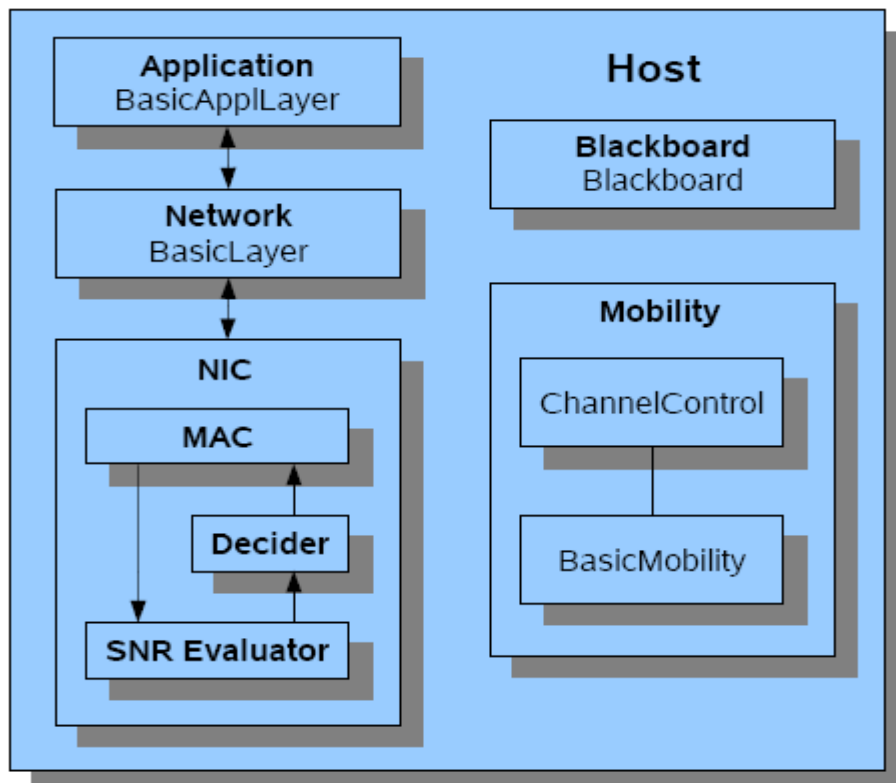 Host
Application
BasicApplLayer
Network
BasicLayer
NIC
MAC
Decider
SNR Evaluator
Blackboard
Blackboard
Mobility
ChannelControl
BasicMobility